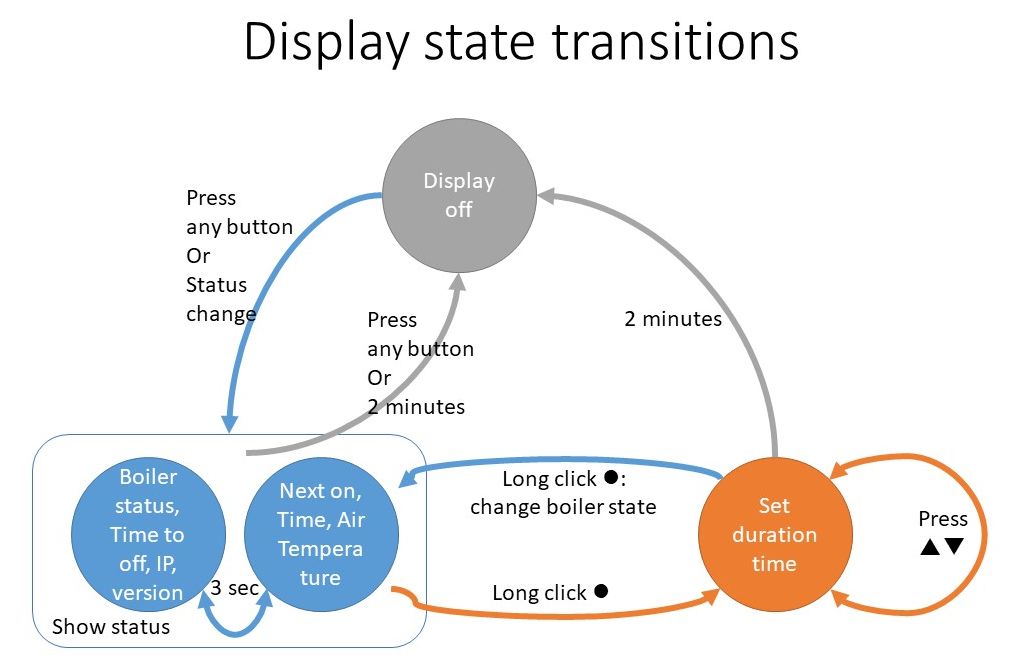 Display state transitions
Display
off
Press
any button
Or
Status
change
Press
any button
Or
2 minutes
2 minutes
Boiler
status,
Time to
off, IP,
version
Next on,
Time, Air
Tempera
ture
3 sec
Show status
Long click ●:
change boiler state
Long click ●
Set
duration
time
Press
▲▼